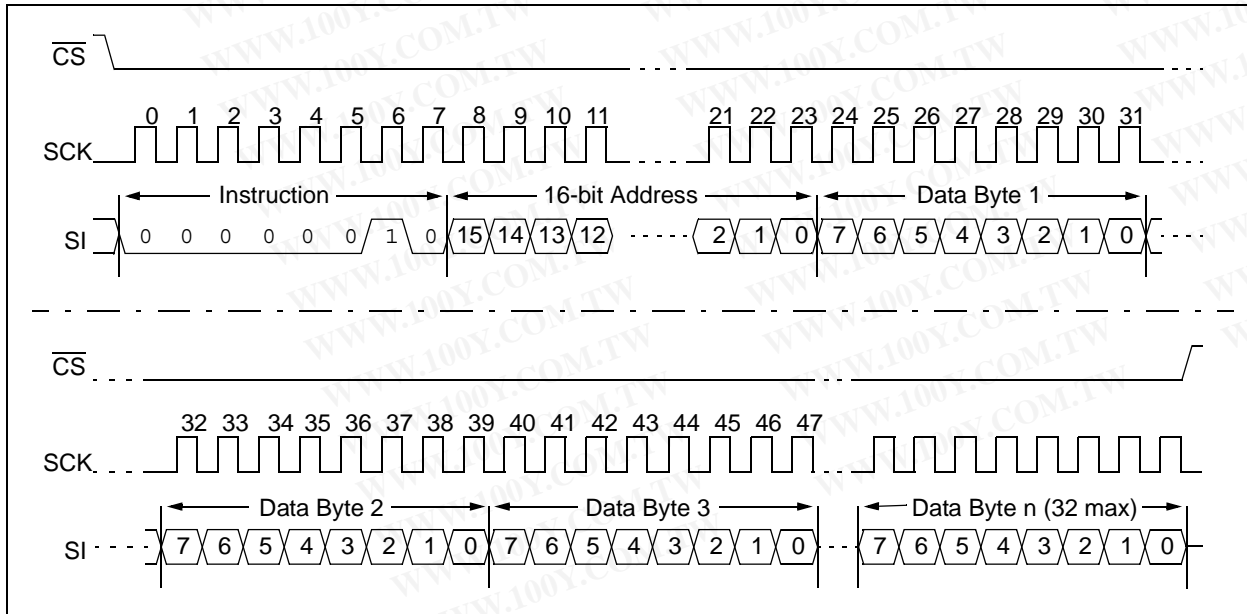 CS
0 1 2 3 4 5 6 7 8 9 10 11 21 22 23 24 25 26 27 28 29 30 31
SCK
Instruction 16-bit Address Data Byte 1
SI 0 0 0 0 0 0 1 0 15 14 13 12 2 1 0 7 6 5 4 3 2 1 0
CS
32 33 34 35 36 37 38 39 40 41 42 43 44 45 46 47
SCK
Data Byte 2 Data Byte 3 Data Byte n (32 max)
SI 7 6 5 4 3 2 1 0 7 6 5 4 3 2 1 0 7 6 5 4 3 2 1 0
WWW.100Y.COM.TW